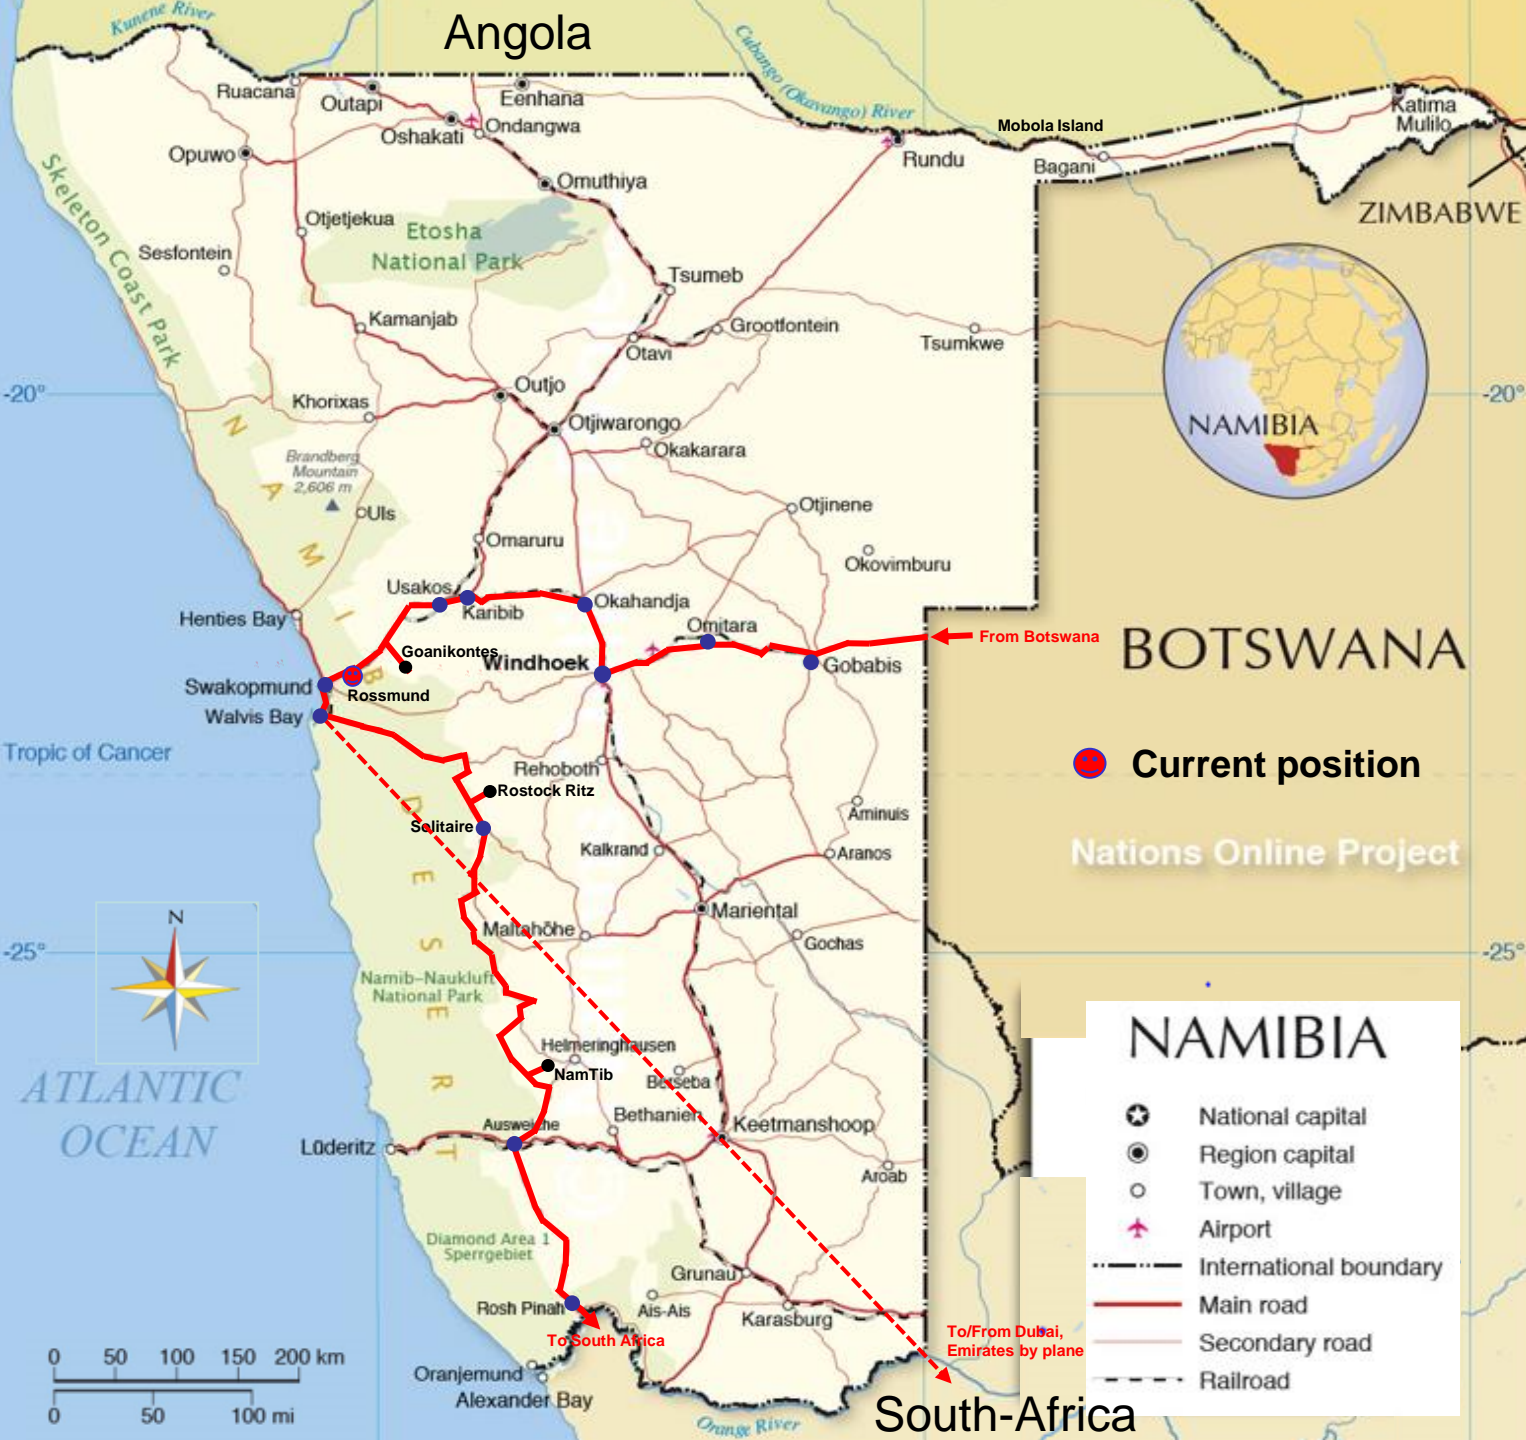 Angola
Kunene River
Cubango (Okavango) River
Ruacana
Outapi
Eenhana
Oshakati
Ondangwa
Opuwo
Omuthiya
Rundu
Mobola Island
Bagani
Katima
Mulilo
ZIMBABWE
Skeleton Coast Park
Otjetjekua
Etosha
National Park
Sesfontein
Tsumeb
Kamanjab
Grootfontein
Otavi
Tsumkwe
-20°
-20°
Outjo
Khorixas
Otjiwarongo
Okakarara
NAMIBIA
NAMIB
DESERT
Brandberg
Mountain
2,606 m
Uls
Otjinene
Omaruru
Okovimburu
Usakos
Karibib
Okahandja
Henties Bay
Omitara
From Botswana
BOTSWANA
Goanikontes
Windhoek
Gobabis
Swakopmund
Rossmund
Walvis Bay
Tropic of Cancer
Current position
Rehoboth
Rostock Ritz
Aminuis
Solitaire
Kalkrand
Aranos
Nations Online Project
N
Mariental
Maltahöhe
Gochas
-25°
-25°
Namib-Naukluft
National Park
ATLANTIC
OCEAN
Helmeringhausen
NamTib
Berseba
Bethanien
Keetmanshoop
Ausweiche
Lüderitz
Aroab
Diamond Area 1
Sperrgebiet
Grunau
Rosh Pinah
Ais-Ais
Karasburg
To South Africa
To/From Dubai,
Emirates by plane
Oranjemund
Alexander Bay
Orange River
South-Africa
0 50 100 150 200 km
0 50 100 mi
NAMIBIA
National capital
Region capital
Town, village
Airport
International boundary
Main road
Secondary road
Railroad